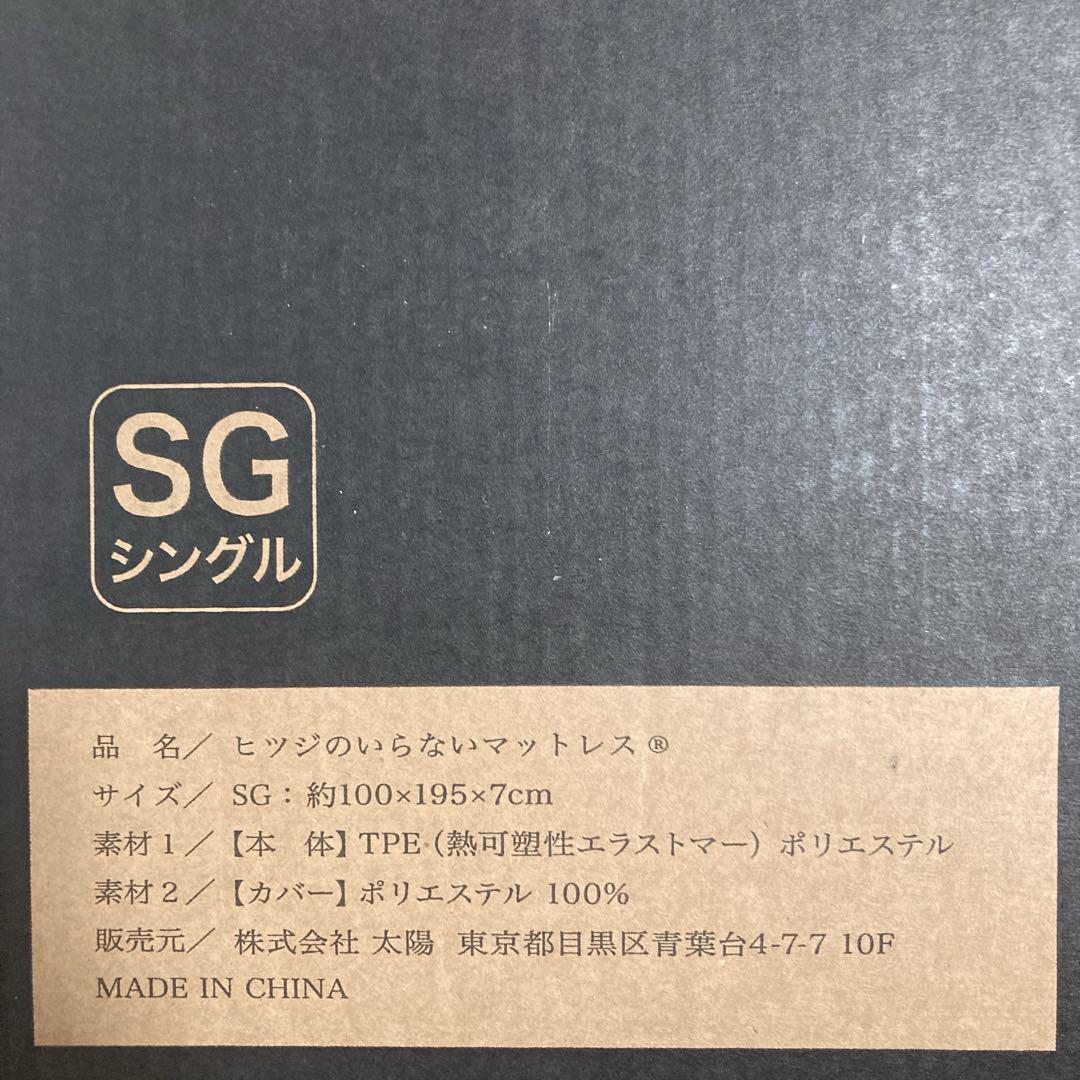 SG
シングル
品　名／ ヒツジのいらないマットレス®
サイズ／ SG：約100×195×7cm
素材1／【本　体】TPE（熱可塑性エラストマー）ポリエステル
素材2／【カバー】ポリエステル 100%
販売元／ 株式会社 太陽 東京都目黒区青葉台4-7-7 10F
MADE IN CHINA